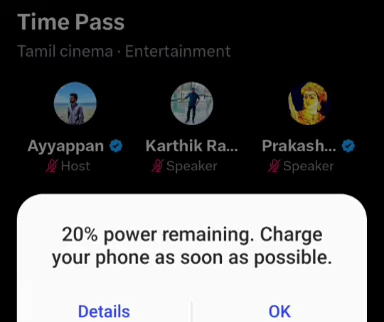 Time Pass
Tamil cinema · Entertainment
Ayyappan Karthik Ra... Prakash...
Host Speaker Speaker
20% power remaining. Charge
your phone as soon as possible.
Details OK